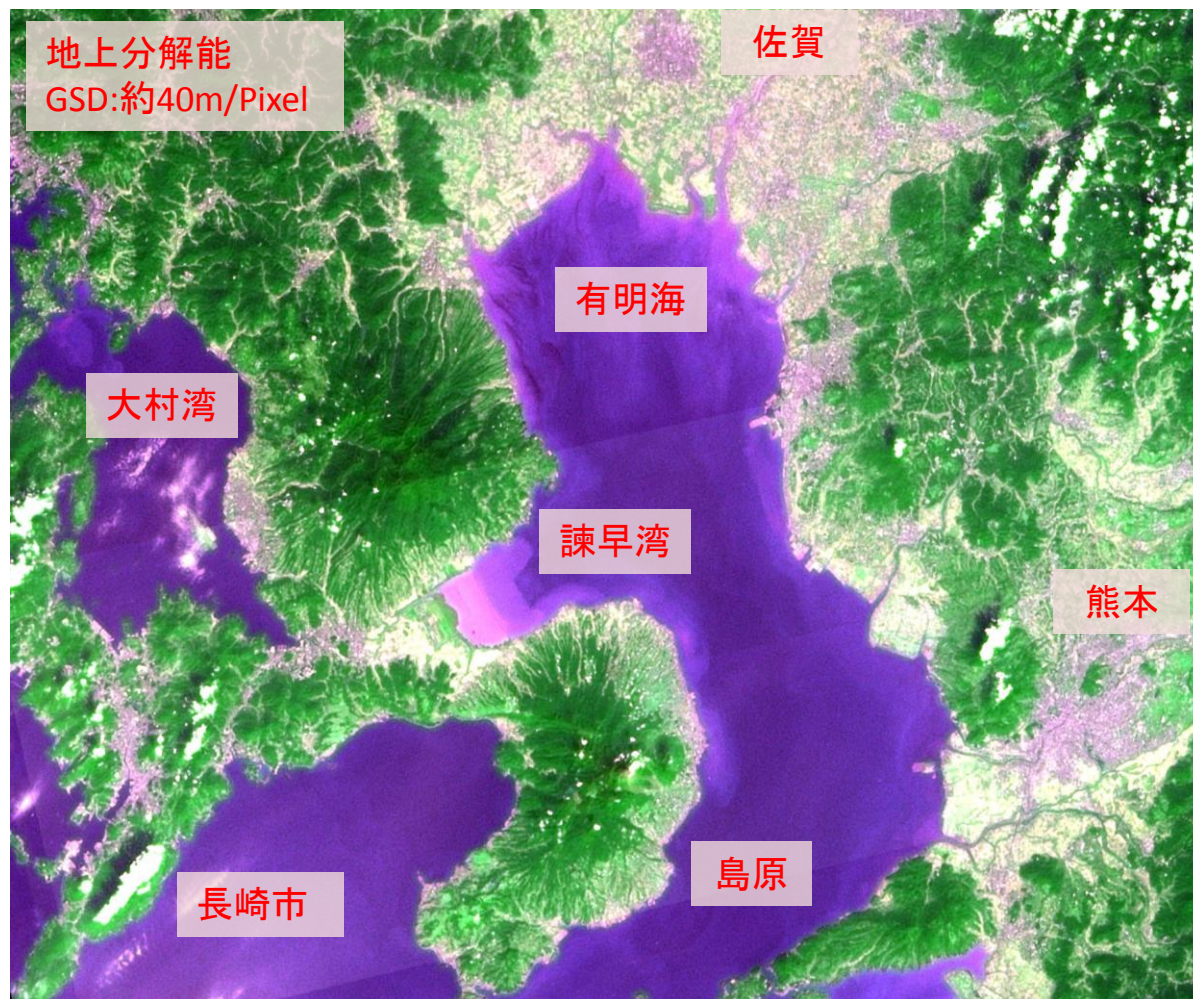 地上分解能
GSD:約40m/Pixel
佐賀
有明海
大村湾
諫早湾
熊本
島原
長崎市